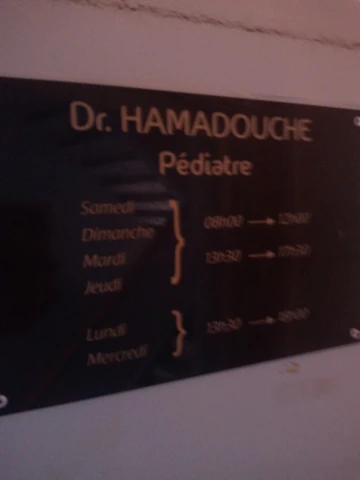 Dr. HAMADOUCHE
Pédiatre
Samedi
Dimanche
Mardi
Jeudi
08h00 → 12h00
13h30 → 17h30
Lundi
Mercredi
13h30 →